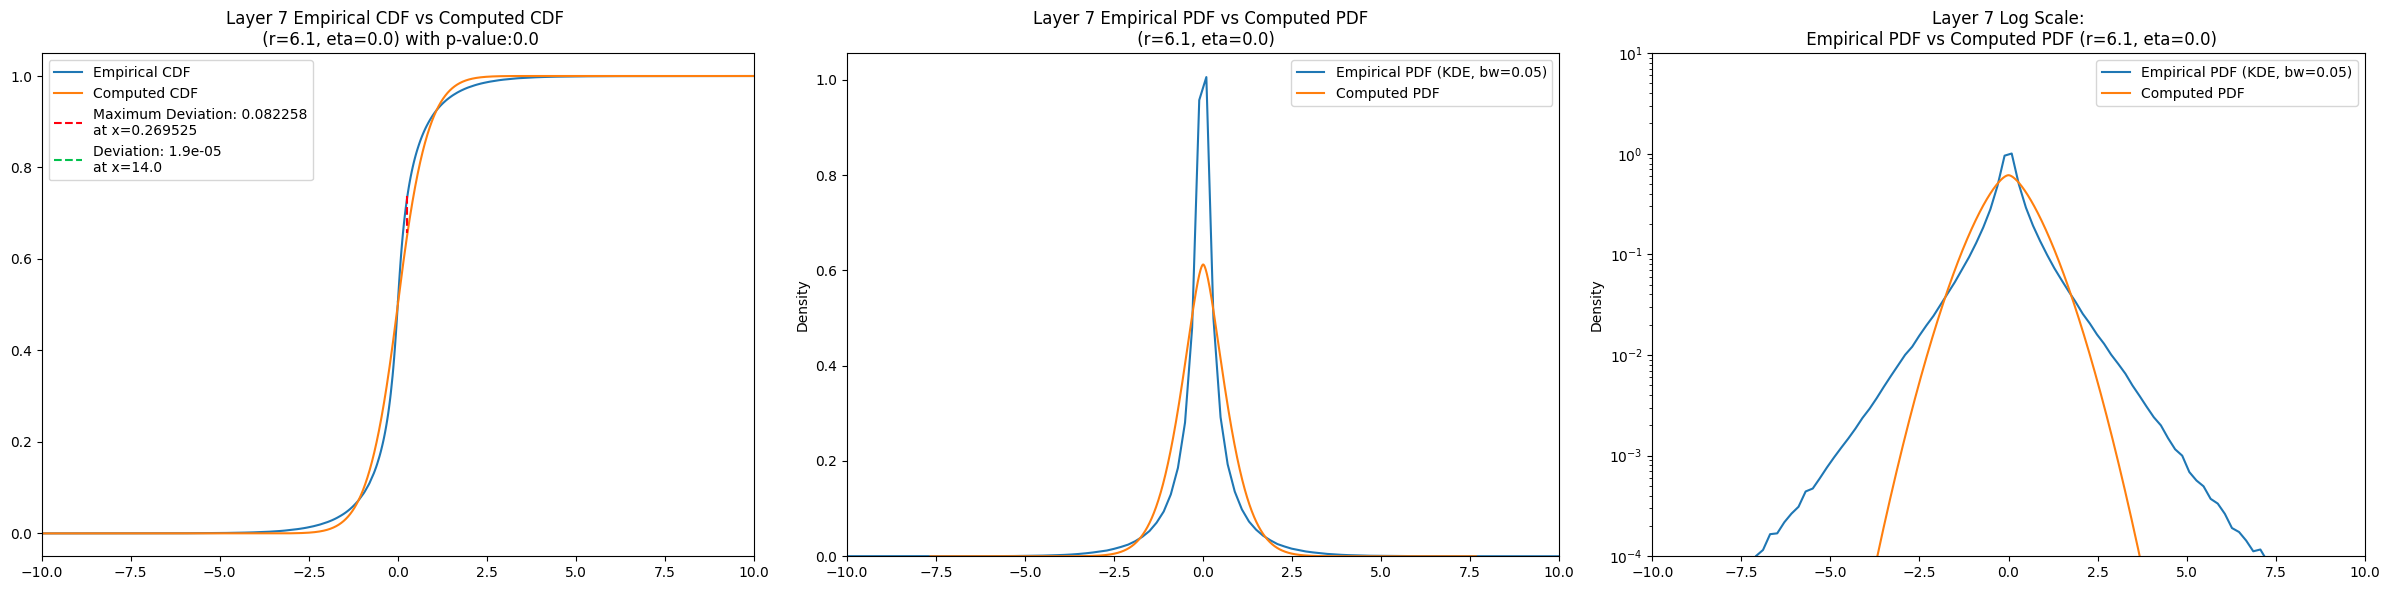 Layer 7 Empirical CDF vs Computed CDF
(r=6.1, eta=0.0) with p-value:0.0
Empirical CDF
Computed CDF
Maximum Deviation: 0.082258
at x=0.269525
Deviation: 1.9e-05
at x=14.0
1.0
0.8
0.6
0.4
0.2
0.0
−10.0 −7.5 −5.0 −2.5 0.0 2.5 5.0 7.5 10.0
Layer 7 Empirical PDF vs Computed PDF
(r=6.1, eta=0.0)
Empirical PDF (KDE, bw=0.05)
Computed PDF
Density
1.0
0.8
0.6
0.4
0.2
0.0
−10.0 −7.5 −5.0 −2.5 0.0 2.5 5.0 7.5 10.0
Layer 7 Log Scale:
Empirical PDF vs Computed PDF (r=6.1, eta=0.0)
Empirical PDF (KDE, bw=0.05)
Computed PDF
Density
10¹
10⁰
10⁻¹
10⁻²
10⁻³
10⁻⁴
−10.0 −7.5 −5.0 −2.5 0.0 2.5 5.0 7.5 10.0